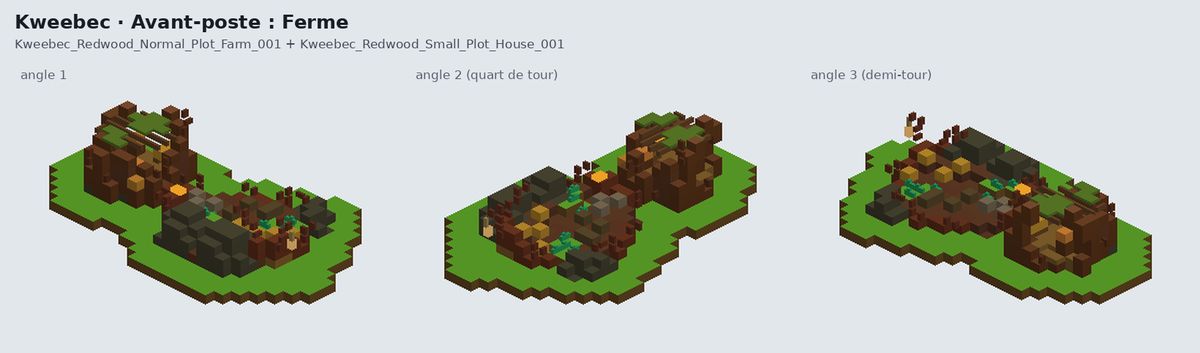 Kweebec · Avant-poste : Ferme
Kweebec_Redwood_Normal_Plot_Farm_001 + Kweebec_Redwood_Small_Plot_House_001
angle 1
angle 2 (quart de tour)
angle 3 (demi-tour)